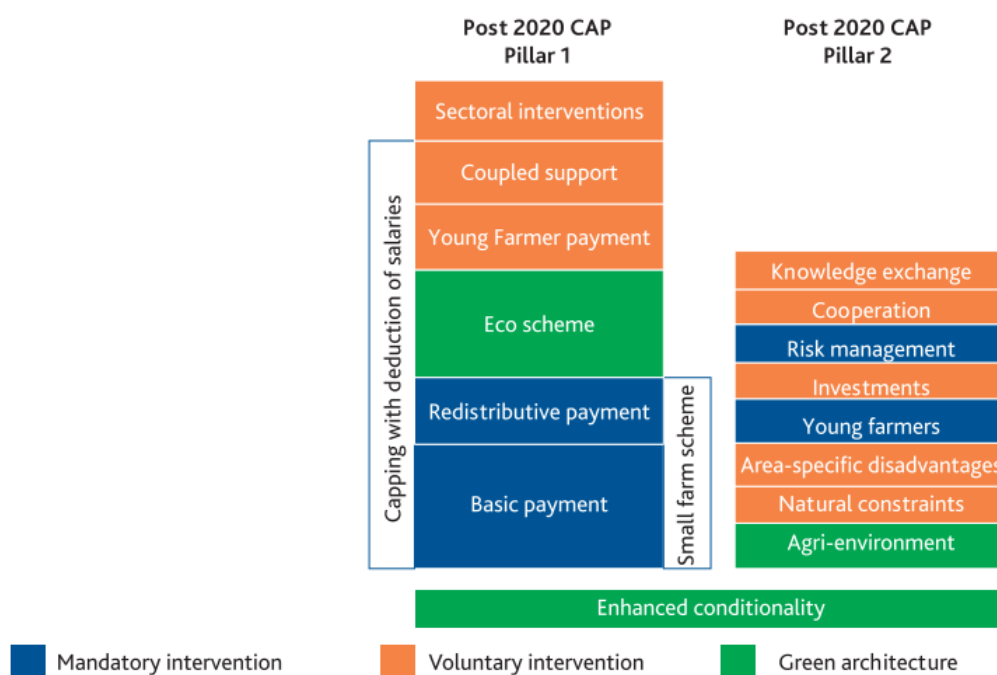 Post 2020 CAP
Pillar 1
Post 2020 CAP
Pillar 2
Sectoral interventions
Coupled support
Young Farmer payment
Eco scheme
Redistributive payment
Basic payment
Capping with deduction of salaries
Small farm scheme
Knowledge exchange
Cooperation
Risk management
Investments
Young farmers
Area-specific disadvantages
Natural constraints
Agri-environment
Enhanced conditionality
Mandatory intervention
Voluntary intervention
Green architecture